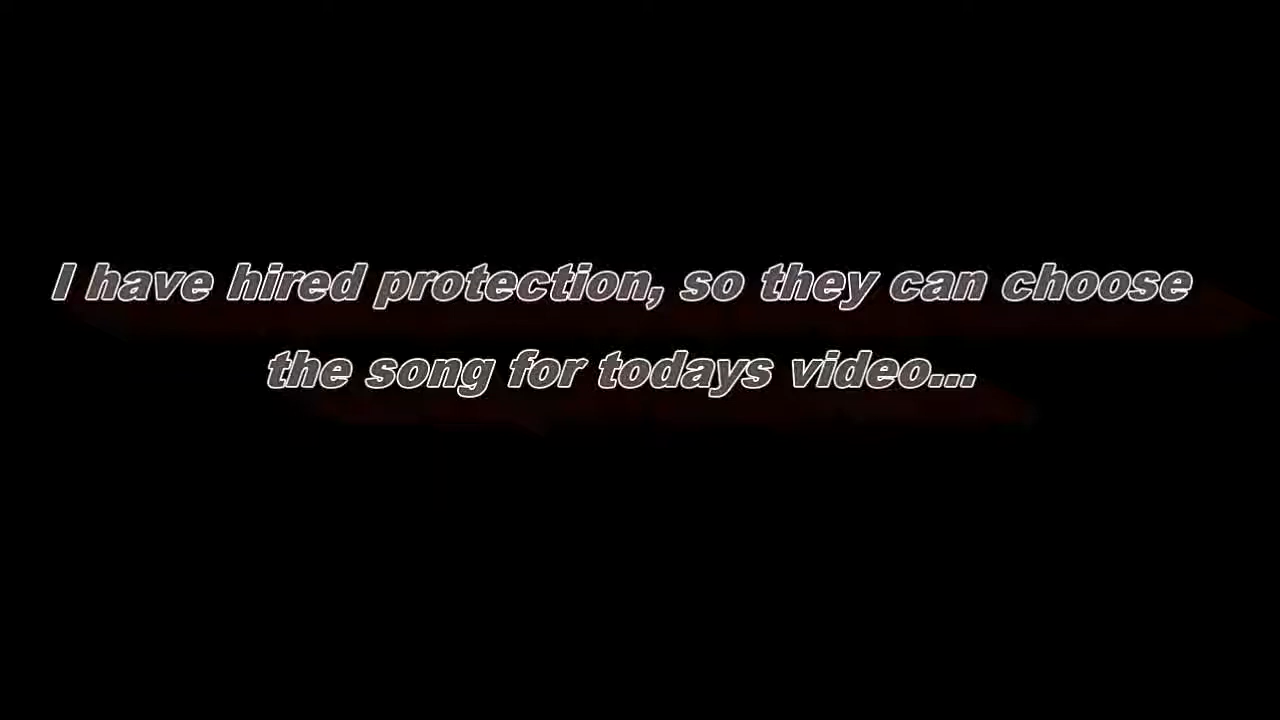 I have hired protection, so they can choose
the song for todays video...